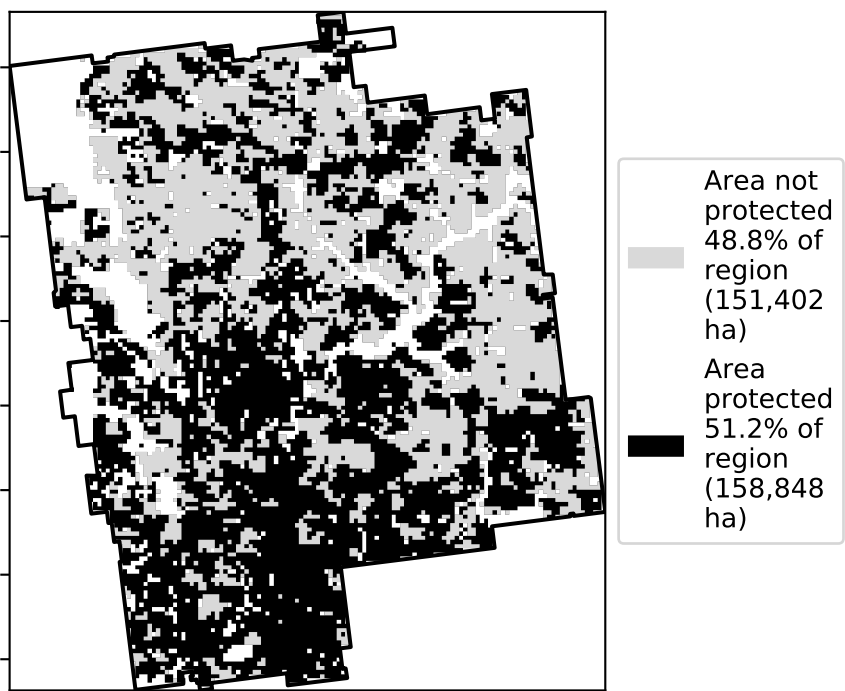 Area not
protected
48.8% of
region
(151,402
ha)
Area
protected
51.2% of
region
(158,848
ha)